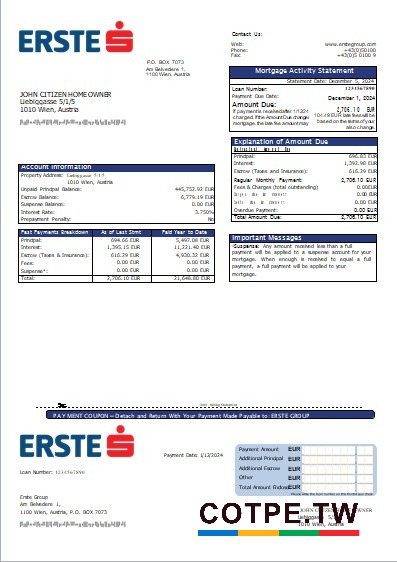 ERSTE
Contact Us:
Web: www.erstegroup.com
Phone: +43(0)50100
Fax: +43(0)5 0100 9
P.O. BOX 7073
Am Belvedere 1,
1100 Wien, Austria
Mortgage Activity Statement
Statement Date: December 5, 2024
Loan Number: 1234567890
Payment Due Date: December 1, 2024
Amount Due: 2,706.10 EUR
If payment is received after
charged. If the Amount Due changes
mortgage, the late fee amount may
104.49 EUR late fee will be
based on the terms of your
also change.
JOHN CITIZEN HOMEOWNER
Liebiggasse 5/1/5
1010 Wien, Austria
Explanation of Amount Due
Principal: 696.83 EUR
Interest: 1,392.98 EUR
Escrow (Taxes and Insurance): 616.29 EUR
Regular Monthly Payment: 2,706.10 EUR
Fees & Charges (total outstanding) 0.00EUR
0.00 EUR
0.00 EUR
Overdue Payment: 0.00 EUR
Total Amount Due: 2,706.10 EUR
Account Information
Property Address: Liebiggasse 5/1/5
1010 Wien, Austria
Unpaid Principal Balance: 445,752.92 EUR
Escrow Balance: 6,779.19 EUR
Suspense Balance: 0.00 EUR
Interest Rate: 3.750%
Prepayment Penalty: No
Past Payments Breakdown As of Last Stmt Paid Year to Date
Principal: 694.66 EUR 5,497.08 EUR
Interest: 1,395.15 EUR 11,221.40 EUR
Escrow (Taxes & Insurance): 616.29 EUR 4,930.32 EUR
Fees: 0.00 EUR 0.00 EUR
Suspense*: 0.00 EUR 0.00 EUR
Total: 2,706.10 EUR 21,648.80 EUR
Important Messages
*Suspense: Any amount received less than a full
payment will be applied to a suspense account for your
mortgage. When enough is received to equal a full
payment, a full payment will be applied to your
mortgage.
PAYMENT COUPON – Detach and Return With Your Payment Made Payable to: ERSTE GROUP
ERSTE
Payment Date: 1/13/2024
Loan Number: 1234567890
Payment Amount EUR
Additional Principal EUR
Additional Escrow EUR
Other EUR
Total Amount Enclosed EUR
Erste Group
Am Belvedere 1,
1100 Wien, Austria, P.O. BOX 7073
JOHN CITIZEN HOMEOWNER
Liebiggasse 5/1/5
1010 Wien, Austria
COTPE.TW